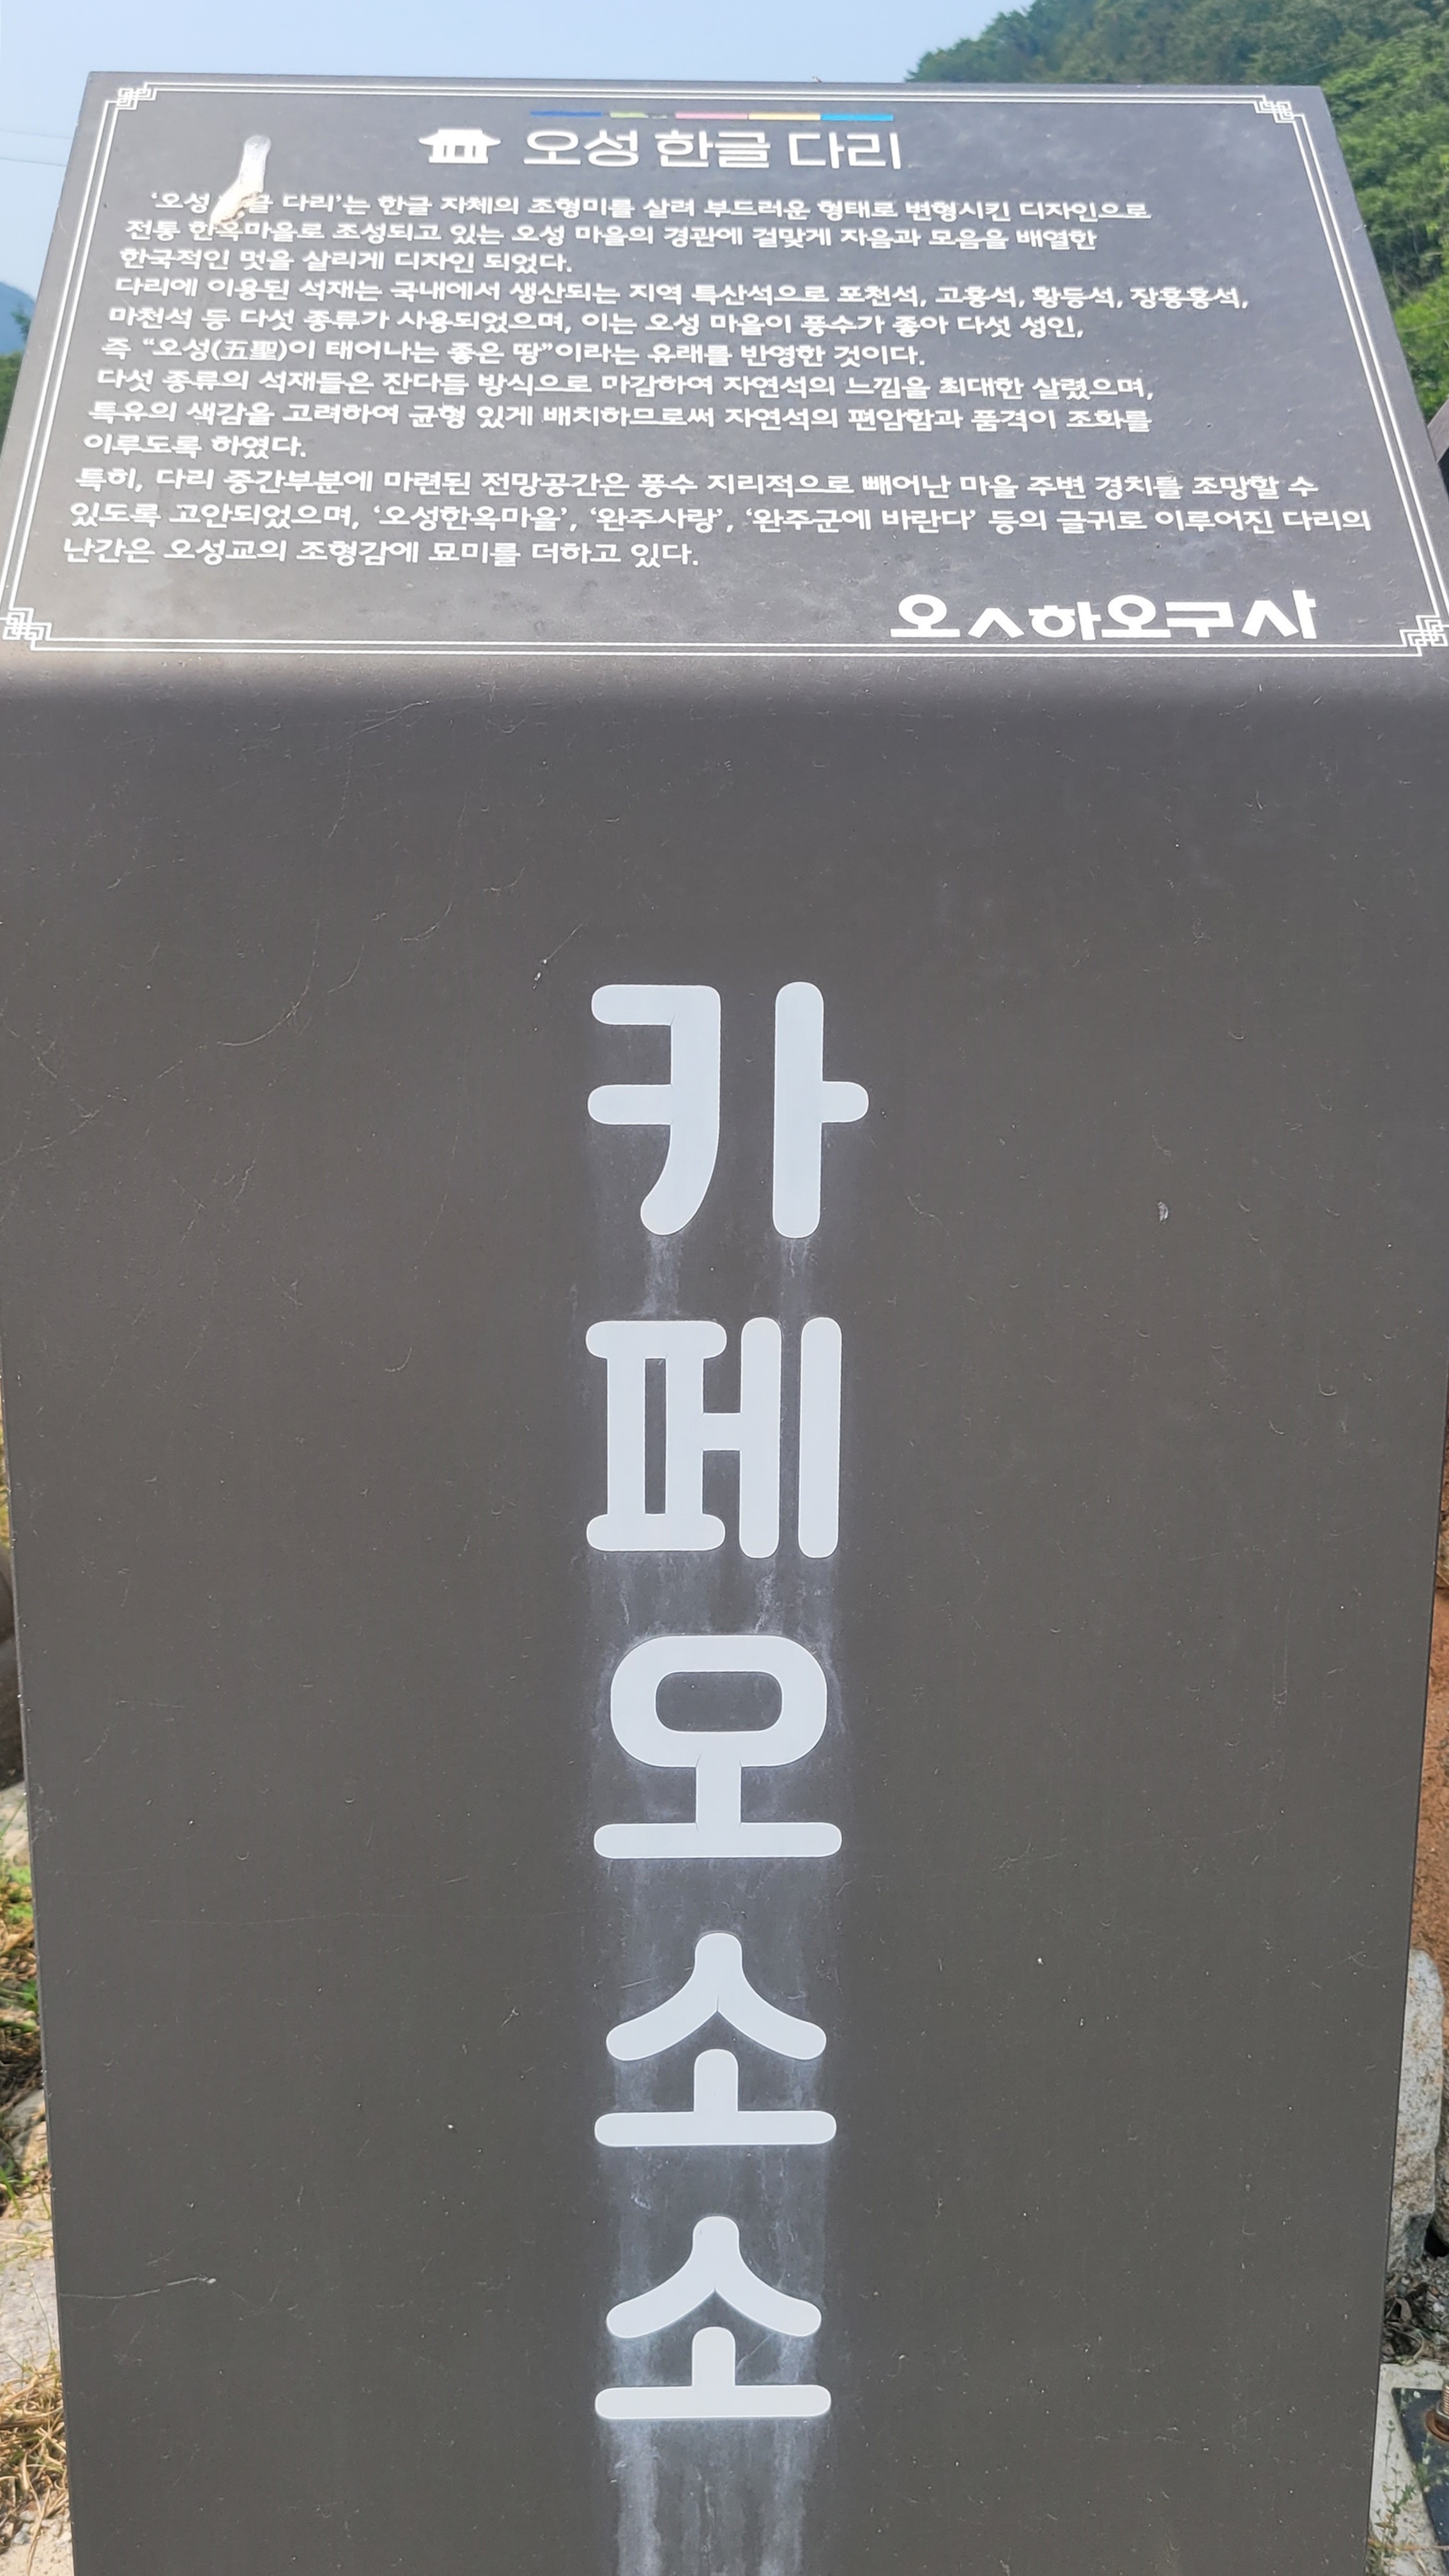 오성 한글 다리
‘오성 글 다리’는 한글 자체의 조형미를 살려 부드러운 형태로 변형시킨 디자인으로
전통 한옥마을로 조성되고 있는 오성 마을의 경관에 걸맞게 자음과 모음을 배열한
한국적인 멋을 살리게 디자인 되었다.
다리에 이용된 석재는 국내에서 생산되는 지역 특산석으로 포천석, 고흥석, 황등석, 장흥홍석,
마천석 등 다섯 종류가 사용되었으며, 이는 오성 마을이 풍수가 좋아 다섯 성인,
즉 “오성(五聖)이 태어나는 좋은 땅”이라는 유래를 반영한 것이다.
다섯 종류의 석재들은 잔다듬 방식으로 마감하여 자연석의 느낌을 최대한 살렸으며,
특유의 색감을 고려하여 균형 있게 배치하므로써 자연석의 편암함과 품격이 조화를
이루도록 하였다.
특히, 다리 중간부분에 마련된 전망공간은 풍수 지리적으로 빼어난 마을 주변 경치를 조망할 수
있도록 고안되었으며, ‘오성한옥마을’, ‘완주사랑’, ‘완주군에 바란다’ 등의 글귀로 이루어진 다리의
난간은 오성교의 조형감에 묘미를 더하고 있다.
오ㅅ하오구사
카
페
오
소
소